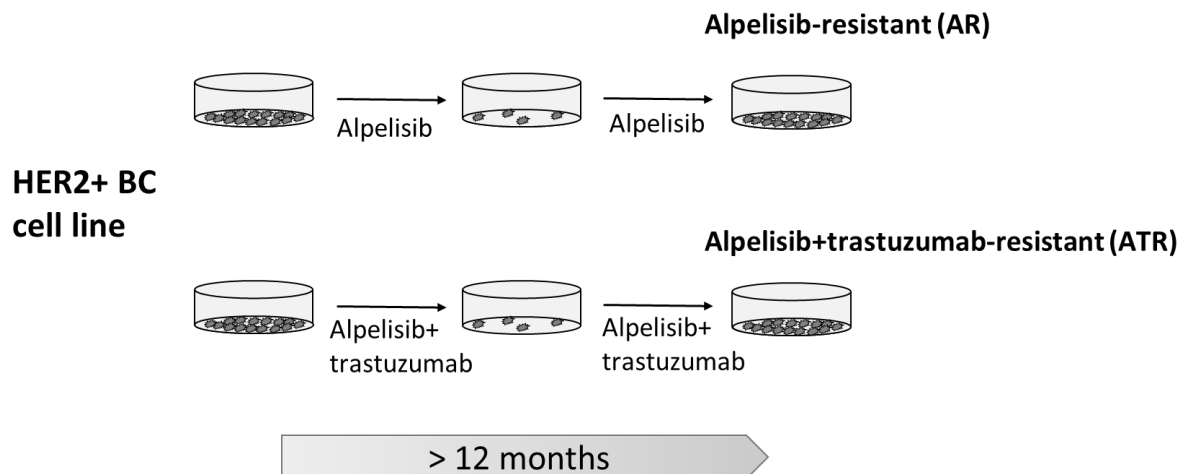 Alpelisib-resistant (AR)
Alpelisib
Alpelisib
HER2+ BC
cell line
Alpelisib+trastuzumab-resistant (ATR)
Alpelisib+
trastuzumab
Alpelisib+
trastuzumab
> 12 months